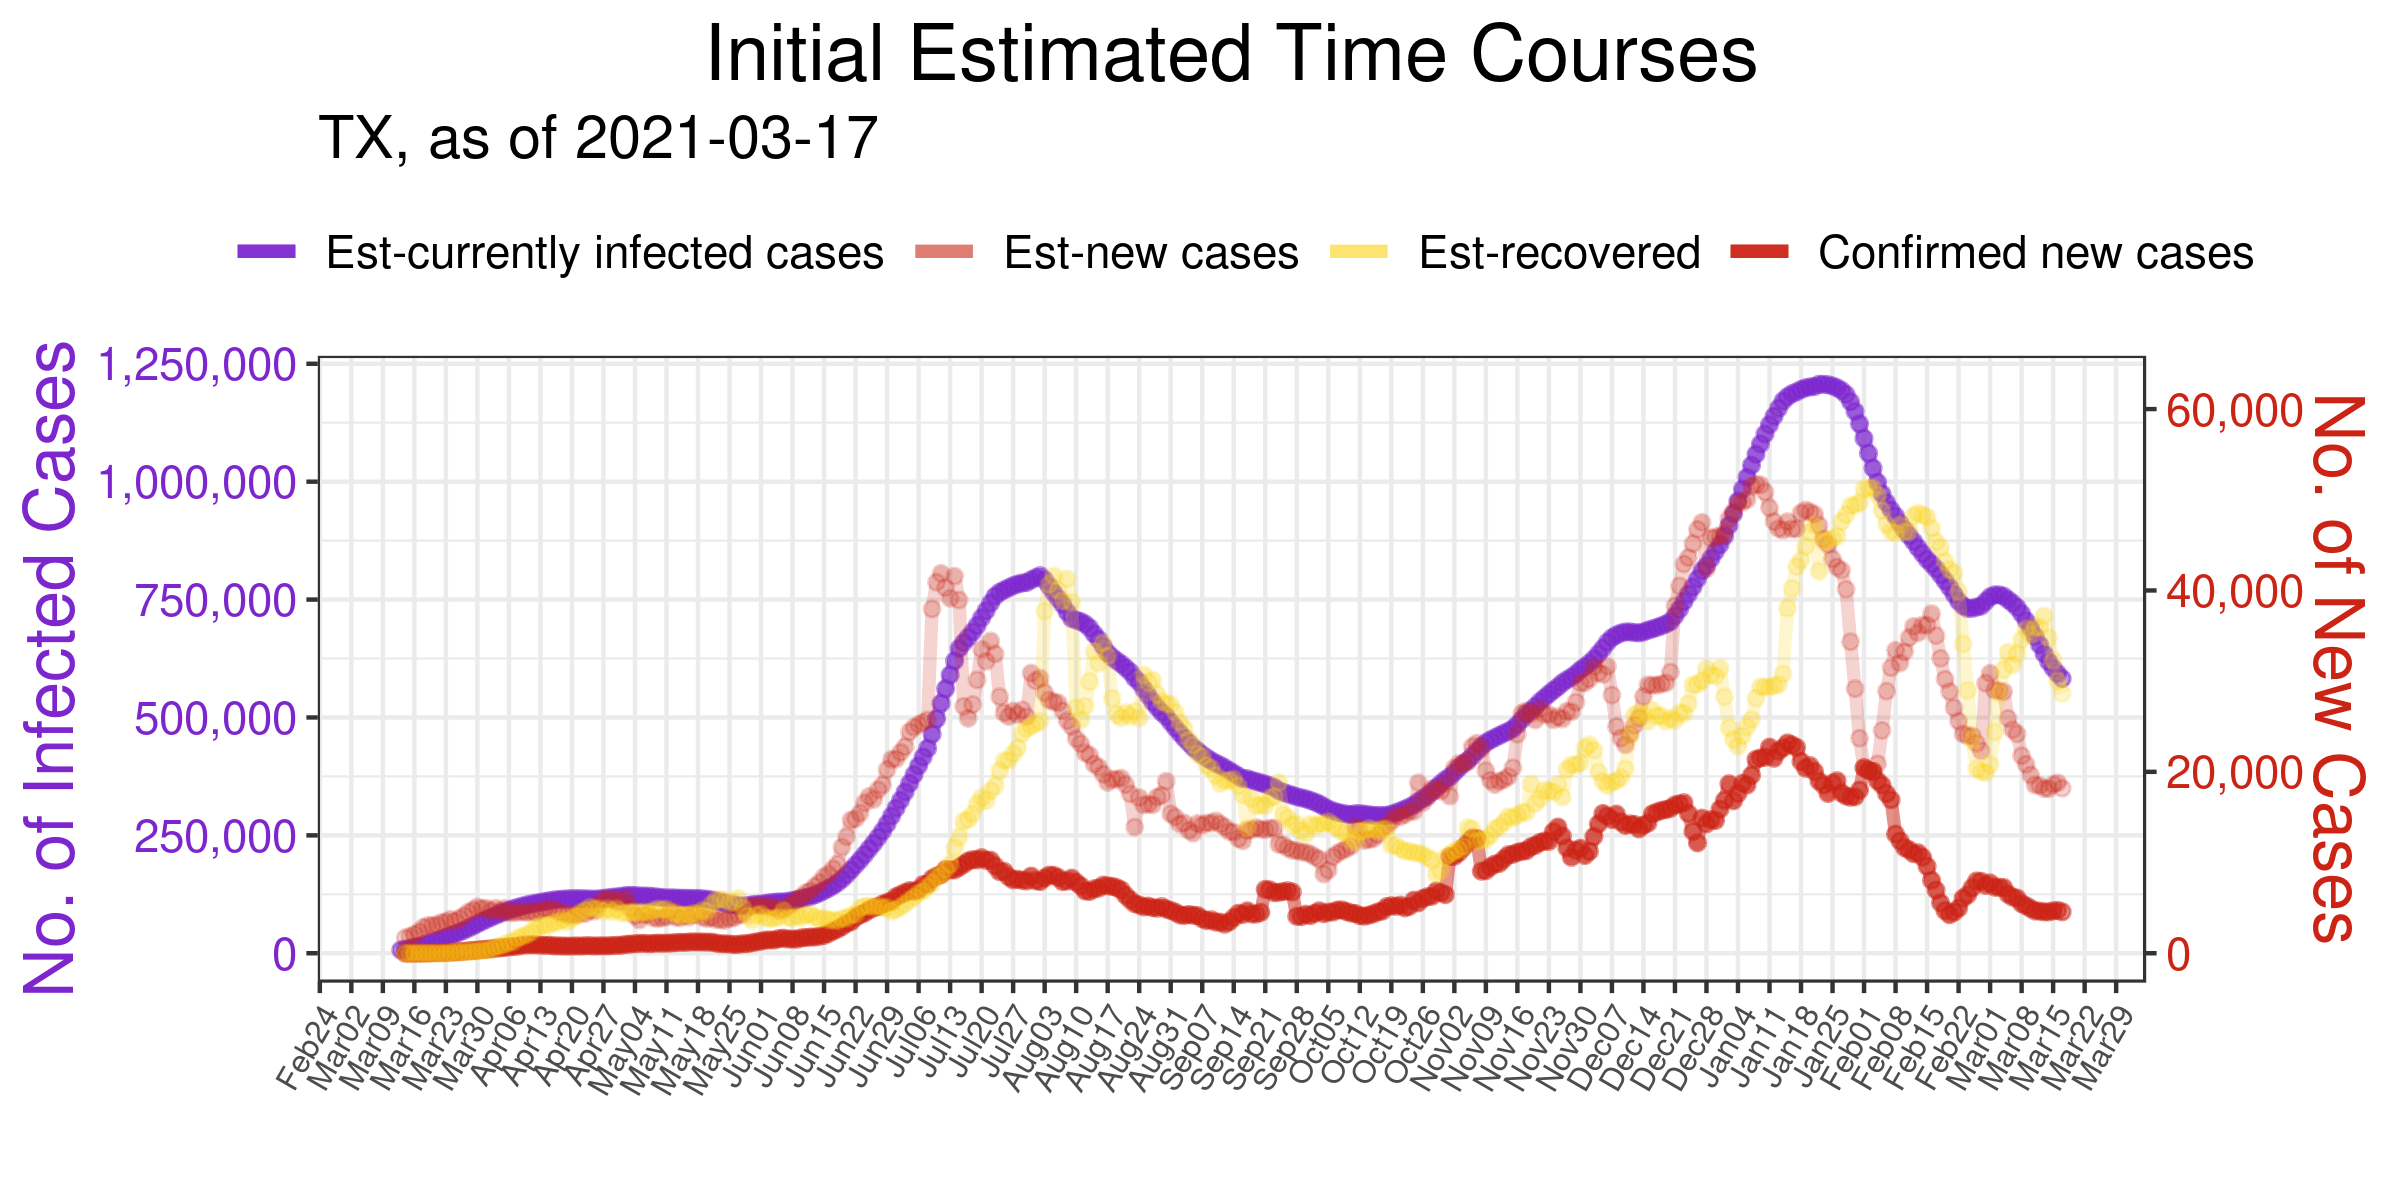 Initial Estimated Time Courses
TX, as of 2021-03-17
Est-currently infected cases
Est-new cases
Est-recovered
Confirmed new cases
No. of Infected Cases
1,250,000
1,000,000
750,000
500,000
250,000
0
60,000
40,000
20,000
0
No. of New Cases
Feb24
Mar02
Mar09
Mar16
Mar23
Mar30
Apr06
Apr13
Apr20
Apr27
May04
May11
May18
May25
Jun01
Jun08
Jun15
Jun22
Jun29
Jul06
Jul13
Jul20
Jul27
Aug03
Aug10
Aug17
Aug24
Aug31
Sep07
Sep14
Sep21
Sep28
Oct05
Oct12
Oct19
Oct26
Nov02
Nov09
Nov16
Nov23
Nov30
Dec07
Dec14
Dec21
Dec28
Jan04
Jan11
Jan18
Jan25
Feb01
Feb08
Feb15
Feb22
Mar01
Mar08
Mar15
Mar22
Mar29